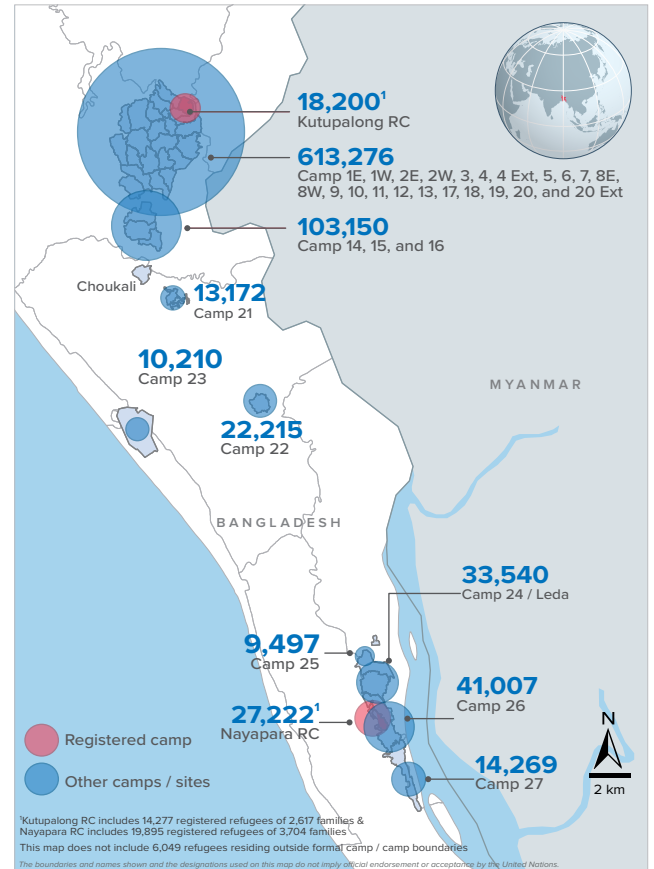 18,200¹
Kutupalong RC
613,276
Camp 1E, 1W, 2E, 2W, 3, 4, 4 Ext, 5, 6, 7, 8E,
8W, 9, 10, 11, 12, 13, 17, 18, 19, 20, and 20 Ext
103,150
Camp 14, 15, and 16
Choukali
13,172
Camp 21
10,210
Camp 23
MYANMAR
22,215
Camp 22
BANGLADESH
33,540
Camp 24 / Leda
9,497
Camp 25
41,007
Camp 26
27,222¹
Nayapara RC
N
Registered camp
14,269
Camp 27
Other camps / sites
2 km
¹Kutupalong RC includes 14,277 registered refugees of 2,617 families &
Nayapara RC includes 19,895 registered refugees of 3,704 families
This map does not include 6,049 refugees residing outside formal camp / camp boundaries
The boundaries and names shown and the designations used on this map do not imply official endorsement or acceptance by the United Nations.